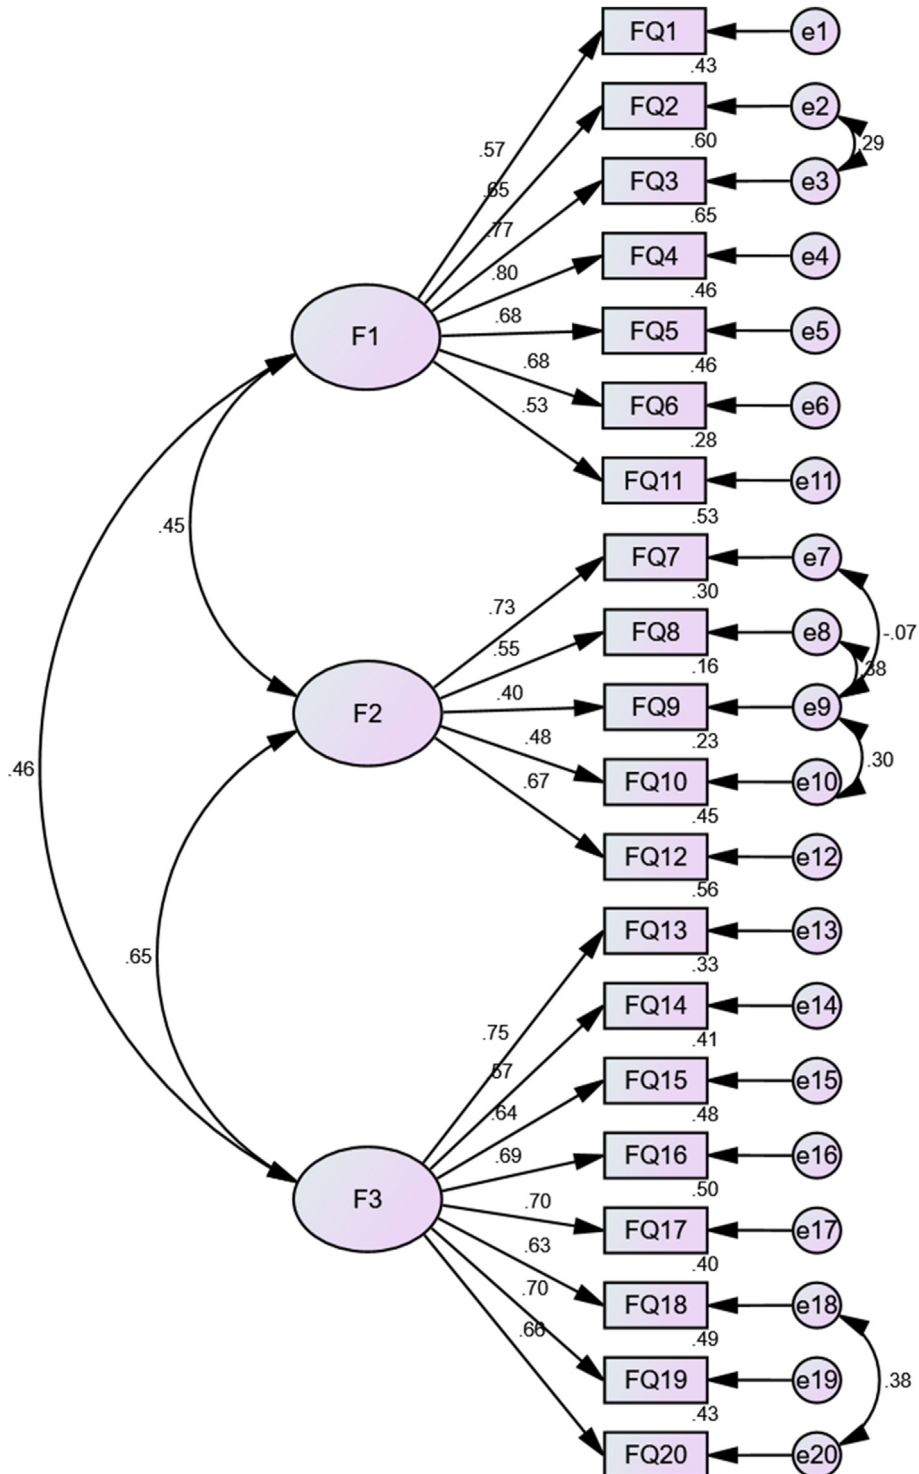 FQ1 e1
.43
FQ2 e2
.57
.60
.29
.65
FQ3 e3
.65
.77
FQ4 e4
.80
.46
.68
FQ5 e5
F1
.46
.68
FQ6 e6
.53
.28
FQ11 e11
.53
.45
FQ7 e7
.30
.73
FQ8 e8
-.07
.55
.16
.38
.40
FQ9 e9
F2
.23
.48
.30
.46
FQ10 e10
.67
.45
FQ12 e12
.56
FQ13 e13
.65
.33
FQ14 e14
.75
.41
.57
FQ15 e15
.64
.48
.69
FQ16 e16
.50
F3
.70
FQ17 e17
.63
.40
.70
FQ18 e18
.66
.49
FQ19 e19
.38
.43
FQ20 e20